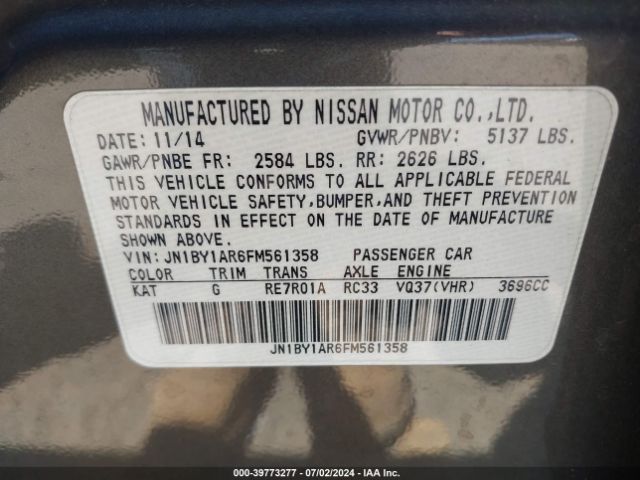 MANUFACTURED BY NISSAN MOTOR CO.,LTD.
DATE: 11/14 GVWR/PNBV: 5137 LBS.
GAWR/PNBE FR: 2584 LBS. RR: 2626 LBS.
THIS VEHICLE CONFORMS TO ALL APPLICABLE FEDERAL
MOTOR VEHICLE SAFETY,BUMPER,AND THEFT PREVENTION
STANDARDS IN EFFECT ON THE DATE OF MANUFACTURE
SHOWN ABOVE.
VIN: JN1BY1AR6FM561358 PASSENGER CAR
COLOR TRIM TRANS AXLE ENGINE
KAT G RE7R01A RC33 VQ37(VHR) 3696CC
JN1BY1AR6FM561358
000-39773277 - 07/02/2024 - IAA Inc.